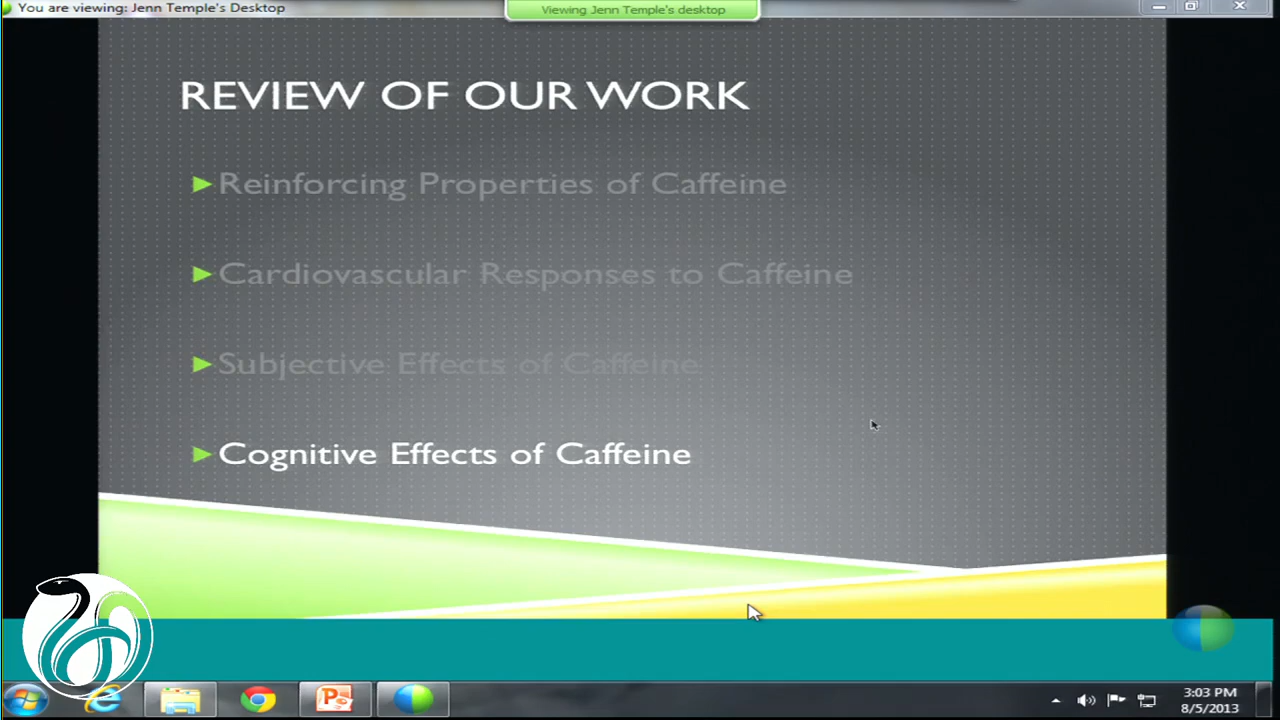 You are viewing: Jenn Temple's Desktop
Viewing Jenn Temple's desktop
REVIEW OF OUR WORK
Reinforcing Properties of Caffeine
Cardiovascular Responses to Caffeine
Subjective Effects of Caffeine
Cognitive Effects of Caffeine
3:03 PM
8/5/2013